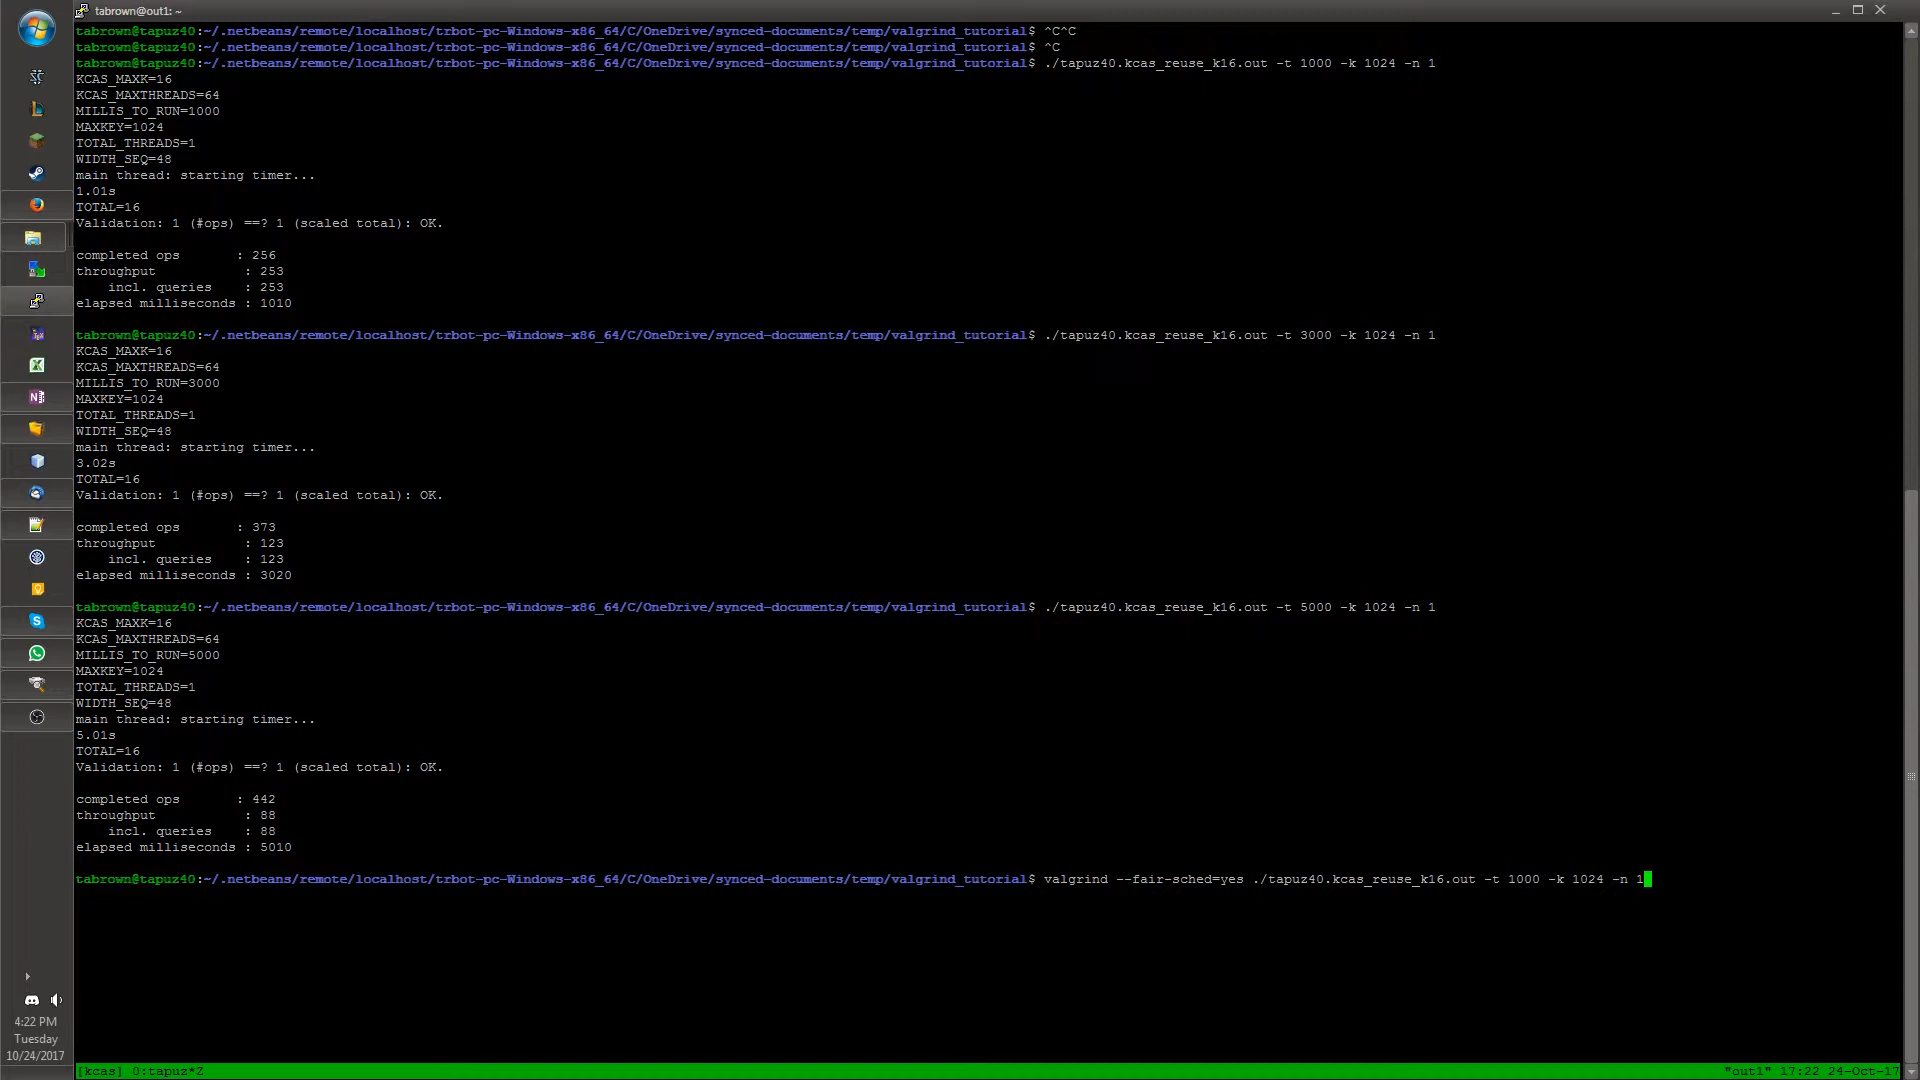 tabrown@out1: ~
tabrown@tapuz40:~/.netbeans/remote/localhost/trbot-pc-Windows-x86_64/C/OneDrive/synced-documents/temp/valgrind_tutorial$ ^C^C
tabrown@tapuz40:~/.netbeans/remote/localhost/trbot-pc-Windows-x86_64/C/OneDrive/synced-documents/temp/valgrind_tutorial$ ^C
tabrown@tapuz40:~/.netbeans/remote/localhost/trbot-pc-Windows-x86_64/C/OneDrive/synced-documents/temp/valgrind_tutorial$ ./tapuz40.kcas_reuse_k16.out -t 1000 -k 1024 -n 1
KCAS_MAXK=16
KCAS_MAXTHREADS=64
MILLIS_TO_RUN=1000
MAXKEY=1024
TOTAL_THREADS=1
WIDTH_SEQ=48
main thread: starting timer...
1.01s
TOTAL=16
Validation: 1 (#ops) ==? 1 (scaled total): OK.
completed ops : 256
throughput : 253
incl. queries : 253
elapsed milliseconds : 1010
tabrown@tapuz40:~/.netbeans/remote/localhost/trbot-pc-Windows-x86_64/C/OneDrive/synced-documents/temp/valgrind_tutorial$ ./tapuz40.kcas_reuse_k16.out -t 3000 -k 1024 -n 1
KCAS_MAXK=16
KCAS_MAXTHREADS=64
MILLIS_TO_RUN=3000
MAXKEY=1024
TOTAL_THREADS=1
WIDTH_SEQ=48
main thread: starting timer...
3.02s
TOTAL=16
Validation: 1 (#ops) ==? 1 (scaled total): OK.
completed ops : 373
throughput : 123
incl. queries : 123
elapsed milliseconds : 3020
tabrown@tapuz40:~/.netbeans/remote/localhost/trbot-pc-Windows-x86_64/C/OneDrive/synced-documents/temp/valgrind_tutorial$ ./tapuz40.kcas_reuse_k16.out -t 5000 -k 1024 -n 1
KCAS_MAXK=16
KCAS_MAXTHREADS=64
MILLIS_TO_RUN=5000
MAXKEY=1024
TOTAL_THREADS=1
WIDTH_SEQ=48
main thread: starting timer...
5.01s
TOTAL=16
Validation: 1 (#ops) ==? 1 (scaled total): OK.
completed ops : 442
throughput : 88
incl. queries : 88
elapsed milliseconds : 5010
tabrown@tapuz40:~/.netbeans/remote/localhost/trbot-pc-Windows-x86_64/C/OneDrive/synced-documents/temp/valgrind_tutorial$ valgrind --fair-sched=yes ./tapuz40.kcas_reuse_k16.out -t 1000 -k 1024 -n 1
4:22 PM
Tuesday
10/24/2017
[kcas] 0:tapuz*Z "out1" 17:22 24-Oct-17